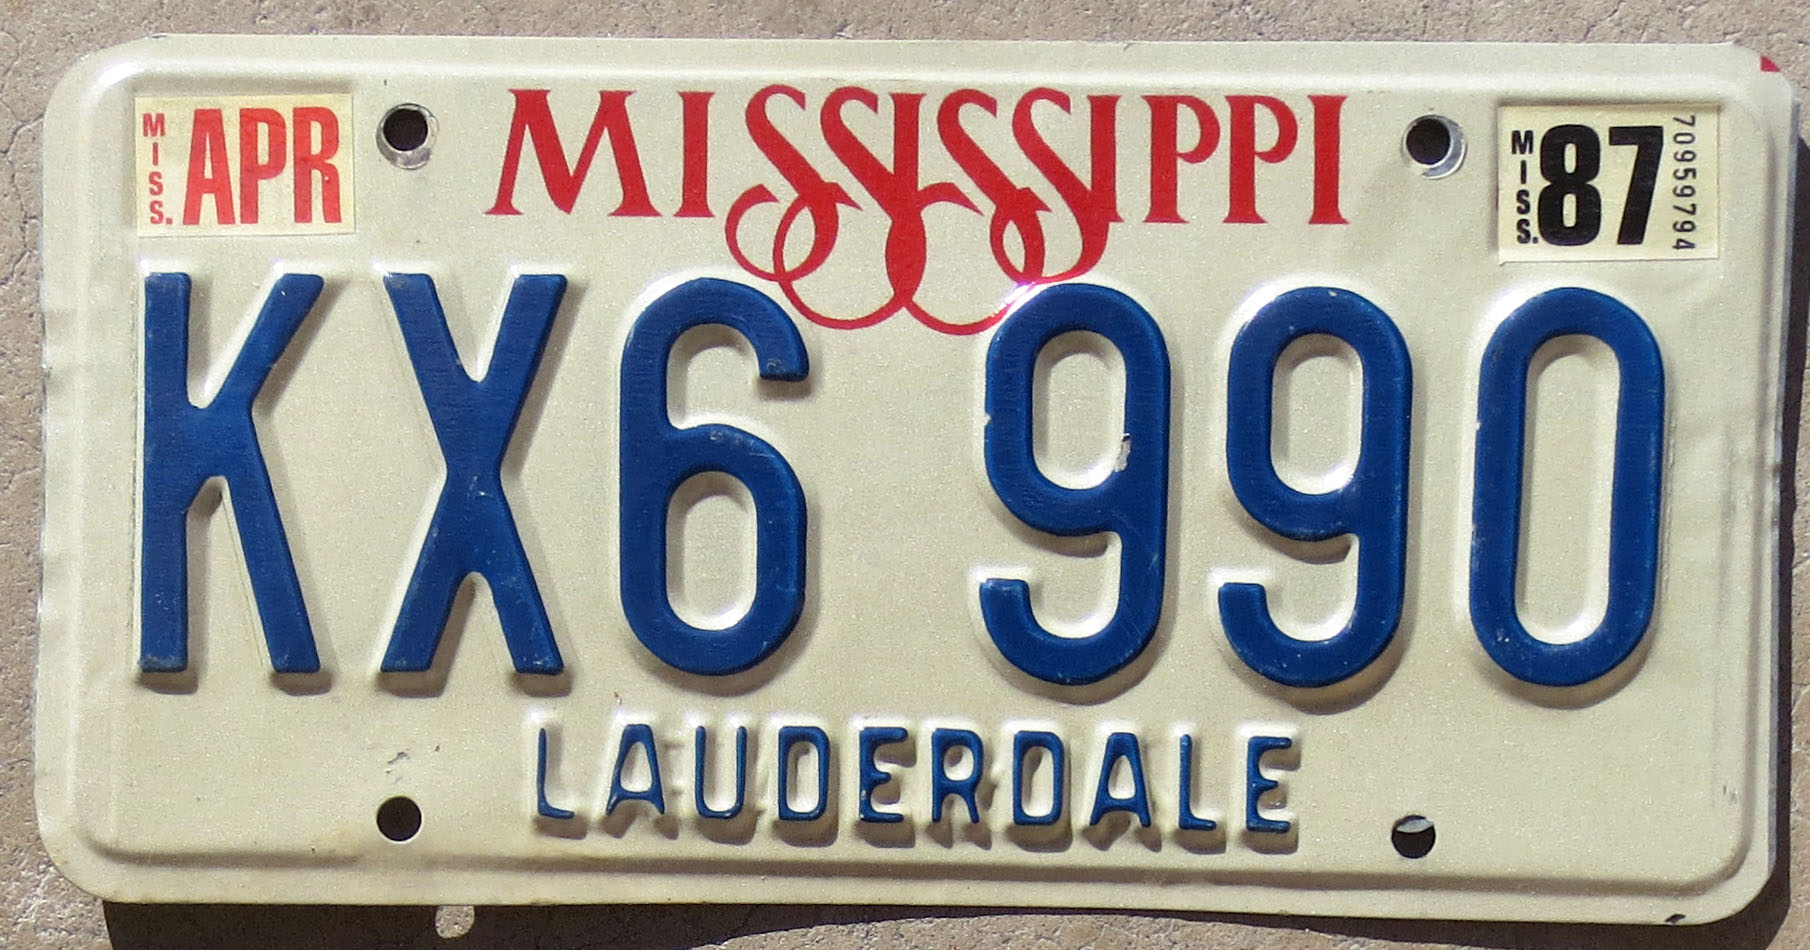 MISS. APR
MISSISSIPPI
MISS. 87 70959794
KX6 990
LAUDERDALE